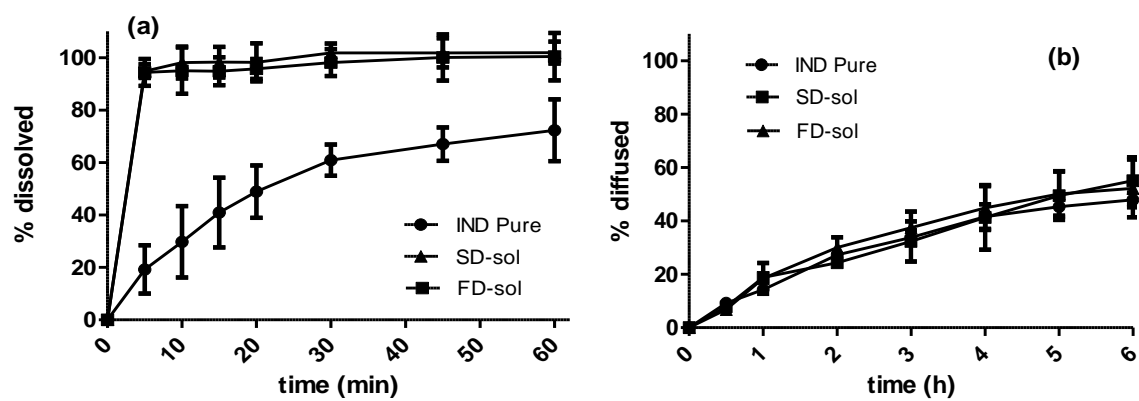 (a)
% dissolved
100
80
60
40
20
0
IND Pure
SD-sol
FD-sol
0 10 20 30 40 50 60
time (min)
(b)
% diffused
100
80
60
40
20
0
IND Pure
SD-sol
FD-sol
0 1 2 3 4 5 6
time (h)